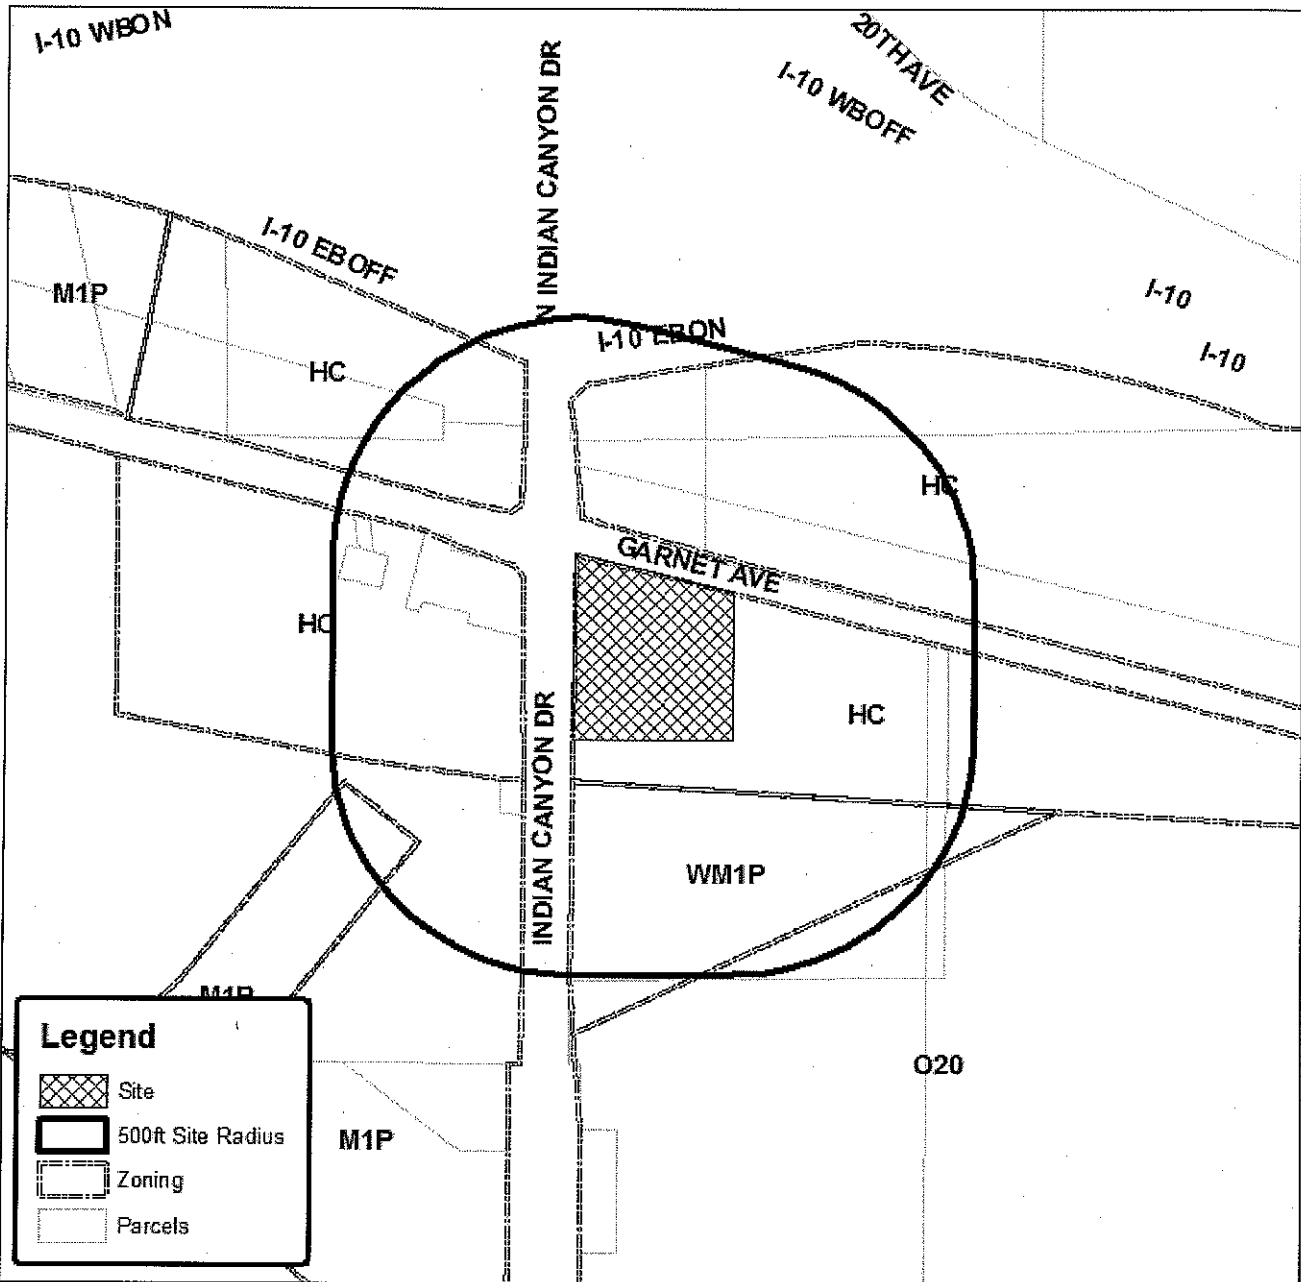 I-10 WBON
20TH AVE
I-10 WBOFF
N INDIAN CANYON DR
I-10 EBOFF
M1P
I-10
I-10 EBON
I-10
HC
HC
GARNET AVE
HC
HC
INDIAN CANYON DR
WM1P
M1P
O20
M1P
Legend
Site
500ft Site Radius
Zoning
Parcels